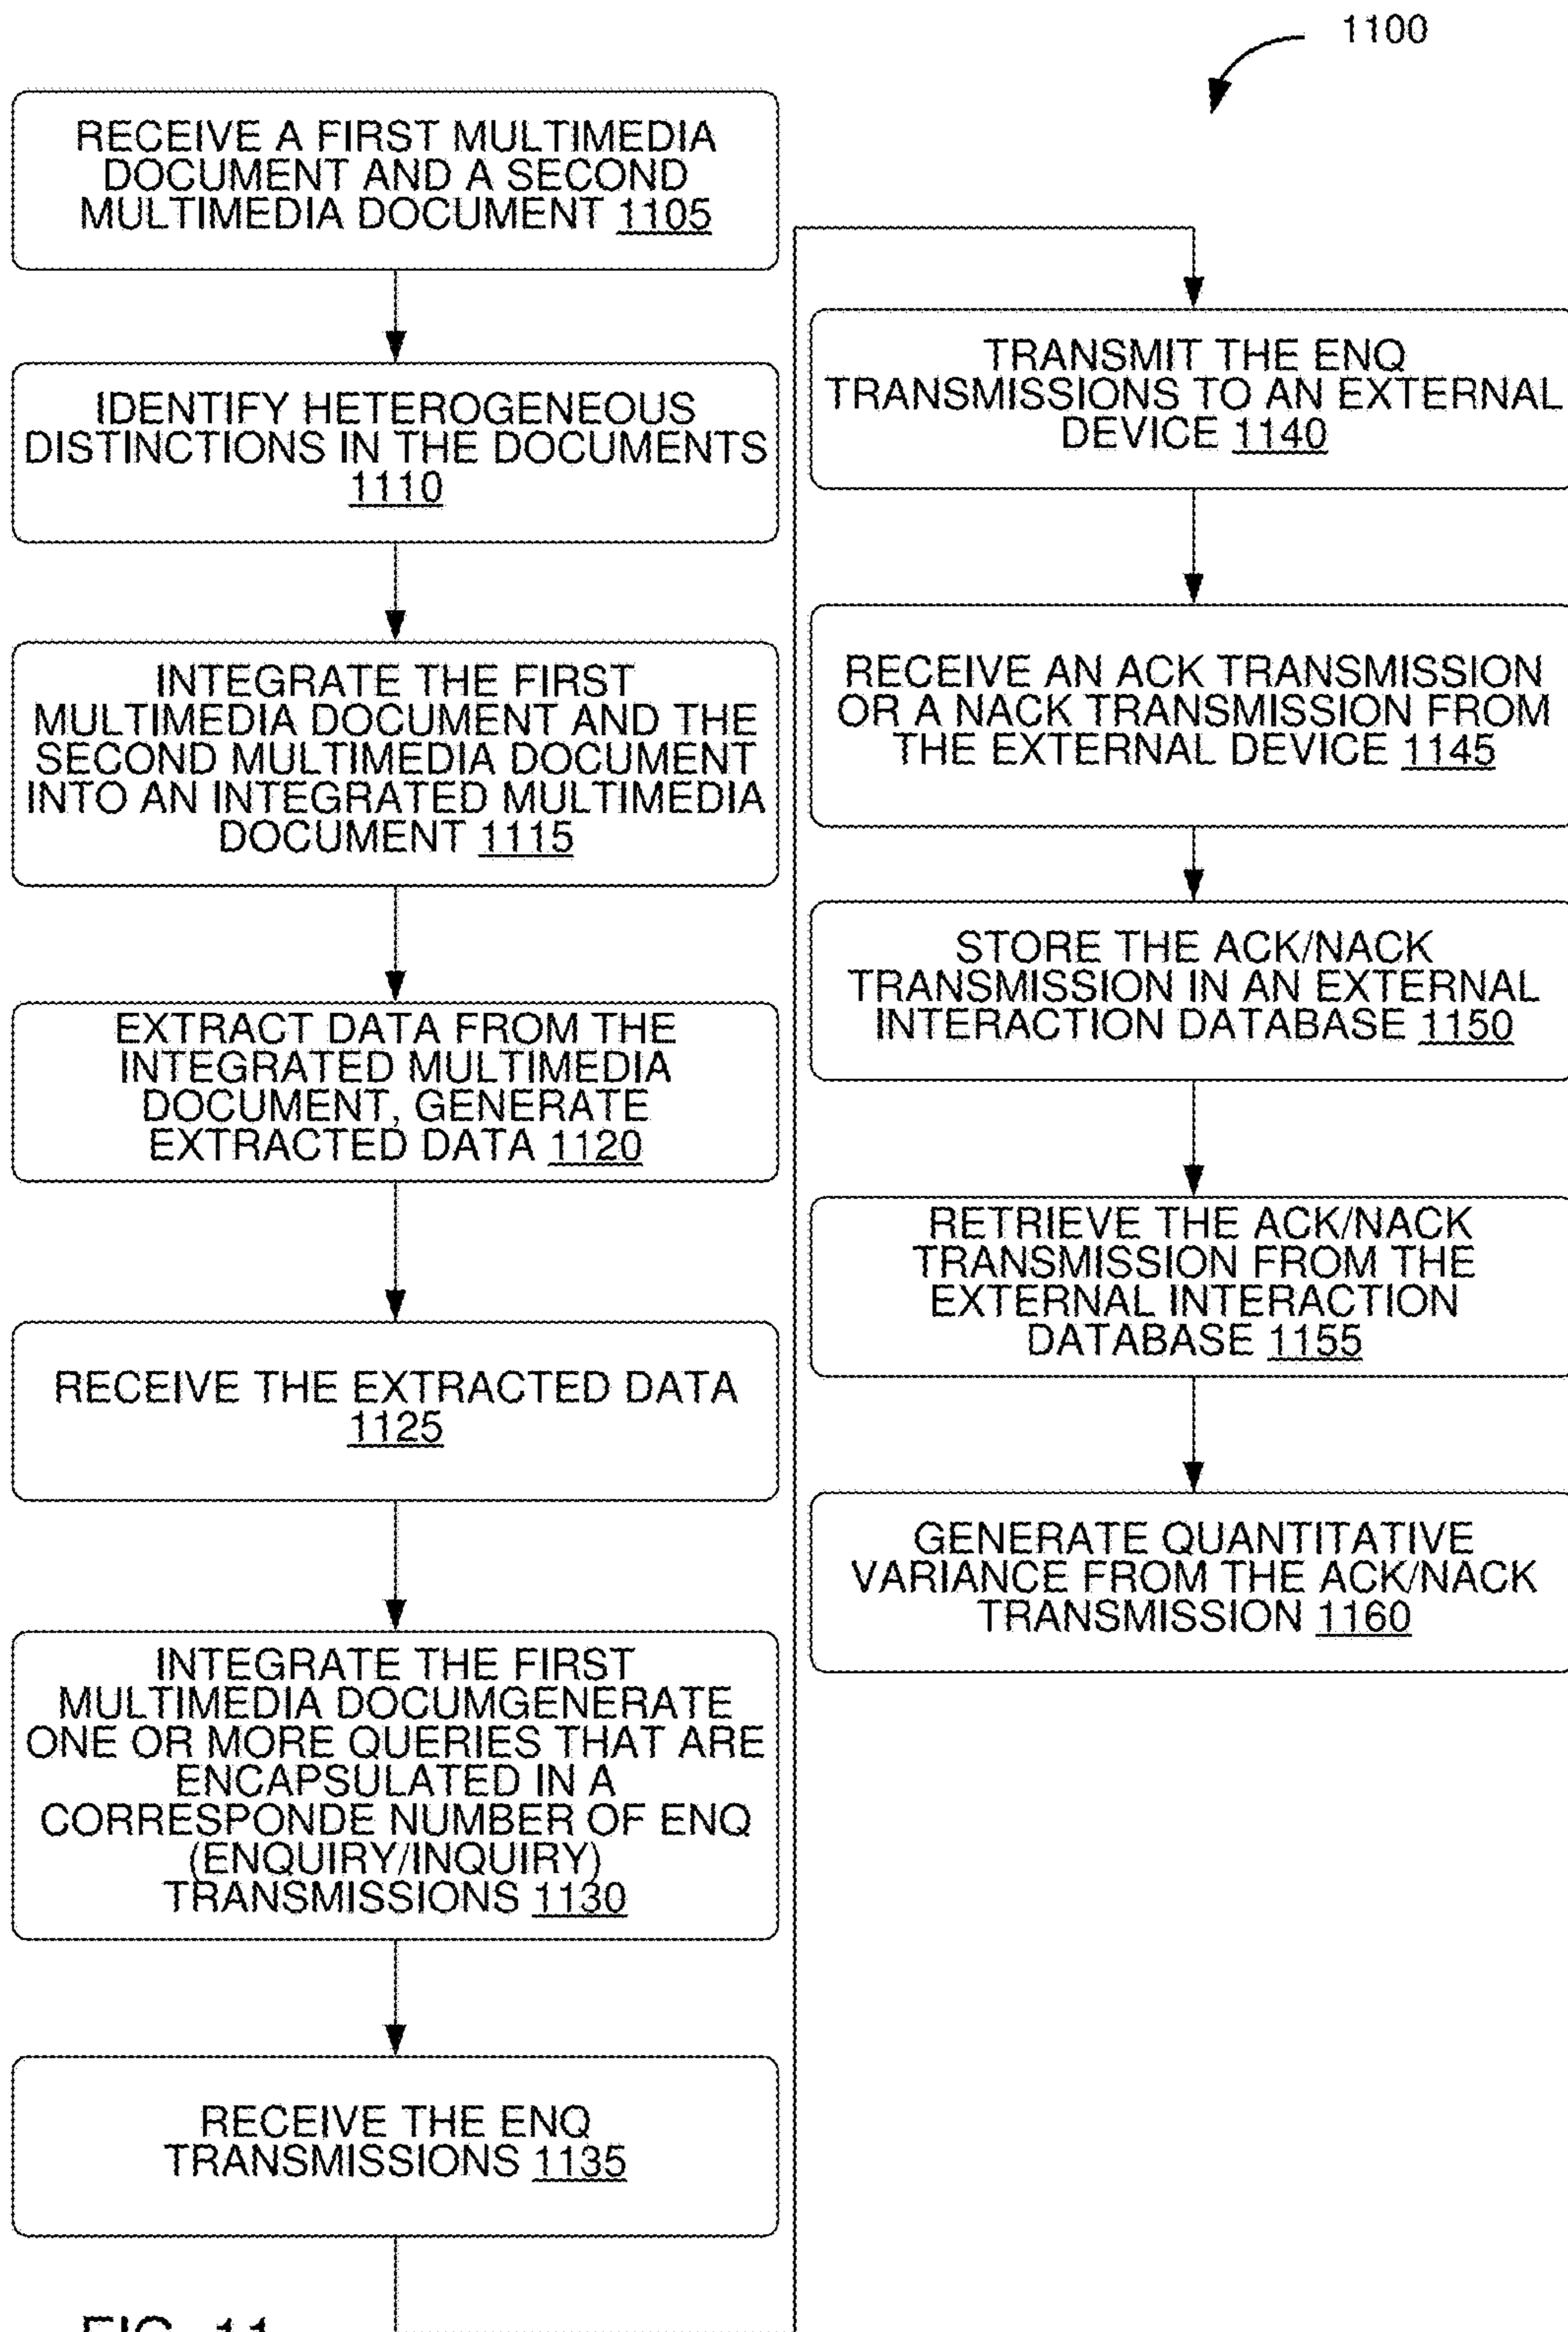 1100
RECEIVE A FIRST MULTIMEDIA
DOCUMENT AND A SECOND
MULTIMEDIA DOCUMENT 1105
IDENTIFY HETEROGENEOUS
DISTINCTIONS IN THE DOCUMENTS
1110
INTEGRATE THE FIRST
MULTIMEDIA DOCUMENT AND THE
SECOND MULTIMEDIA DOCUMENT
INTO AN INTEGRATED MULTIMEDIA
DOCUMENT 1115
EXTRACT DATA FROM THE
INTEGRATED MULTIMEDIA
DOCUMENT, GENERATE
EXTRACTED DATA 1120
RECEIVE THE EXTRACTED DATA
1125
INTEGRATE THE FIRST
MULTIMEDIA DOCUMGENERATE
ONE OR MORE QUERIES THAT ARE
ENCAPSULATED IN A
CORRESPONDE NUMBER OF ENQ
(ENQUIRY/INQUIRY)
TRANSMISSIONS 1130
RECEIVE THE ENQ
TRANSMISSIONS 1135
TRANSMIT THE ENQ
TRANSMISSIONS TO AN EXTERNAL
DEVICE 1140
RECEIVE AN ACK TRANSMISSION
OR A NACK TRANSMISSION FROM
THE EXTERNAL DEVICE 1145
STORE THE ACK/NACK
TRANSMISSION IN AN EXTERNAL
INTERACTION DATABASE 1150
RETRIEVE THE ACK/NACK
TRANSMISSION FROM THE
EXTERNAL INTERACTION
DATABASE 1155
GENERATE QUANTITATIVE
VARIANCE FROM THE ACK/NACK
TRANSMISSION 1160
FIG. 11